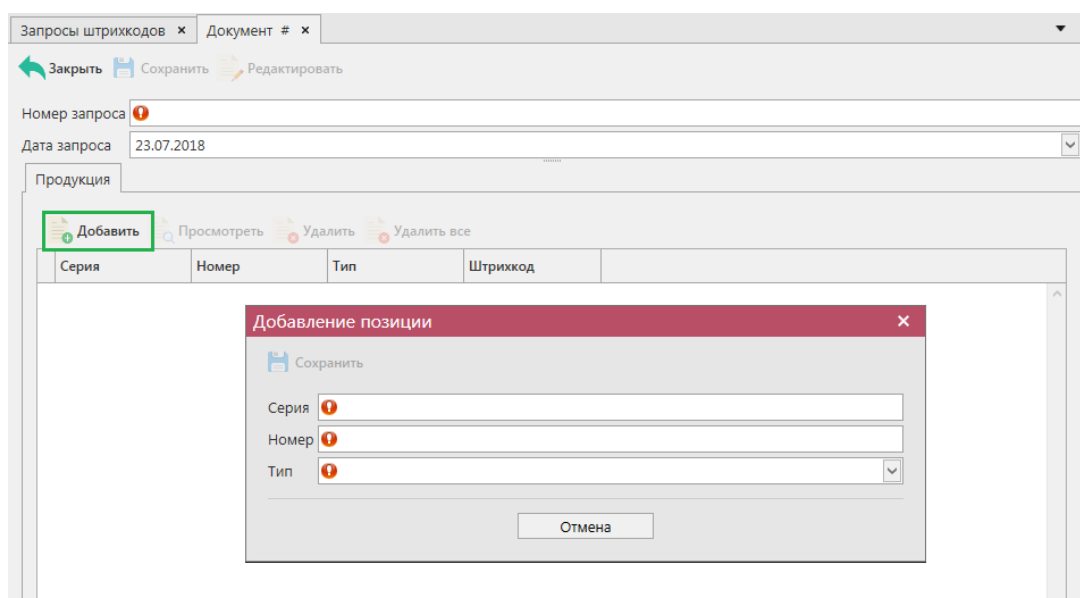 Запросы штрихкодов × Документ # ×
Закрыть Сохранить Редактировать
Номер запроса
Дата запроса 23.07.2018
Продукция
Добавить Просмотреть Удалить Удалить все
Серия Номер Тип Штрихкод
Добавление позиции ×
Сохранить
Серия
Номер
Тип
Отмена